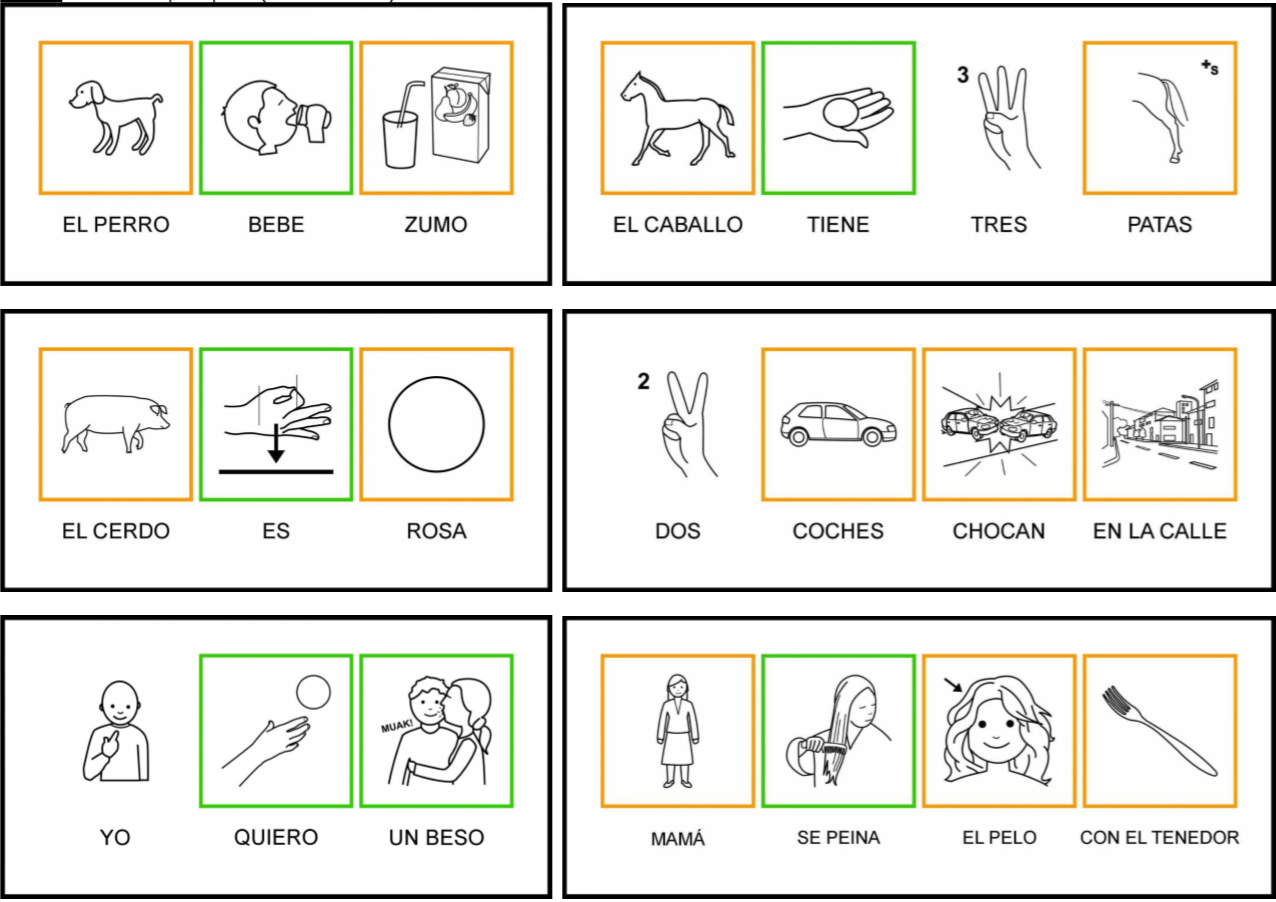 EL PERRO BEBE ZUMO
3 +s
EL CABALLO TIENE TRES PATAS
EL CERDO ES ROSA
2
DOS COCHES CHOCAN EN LA CALLE
MUAK!
YO QUIERO UN BESO
MAMÁ SE PEINA EL PELO CON EL TENEDOR